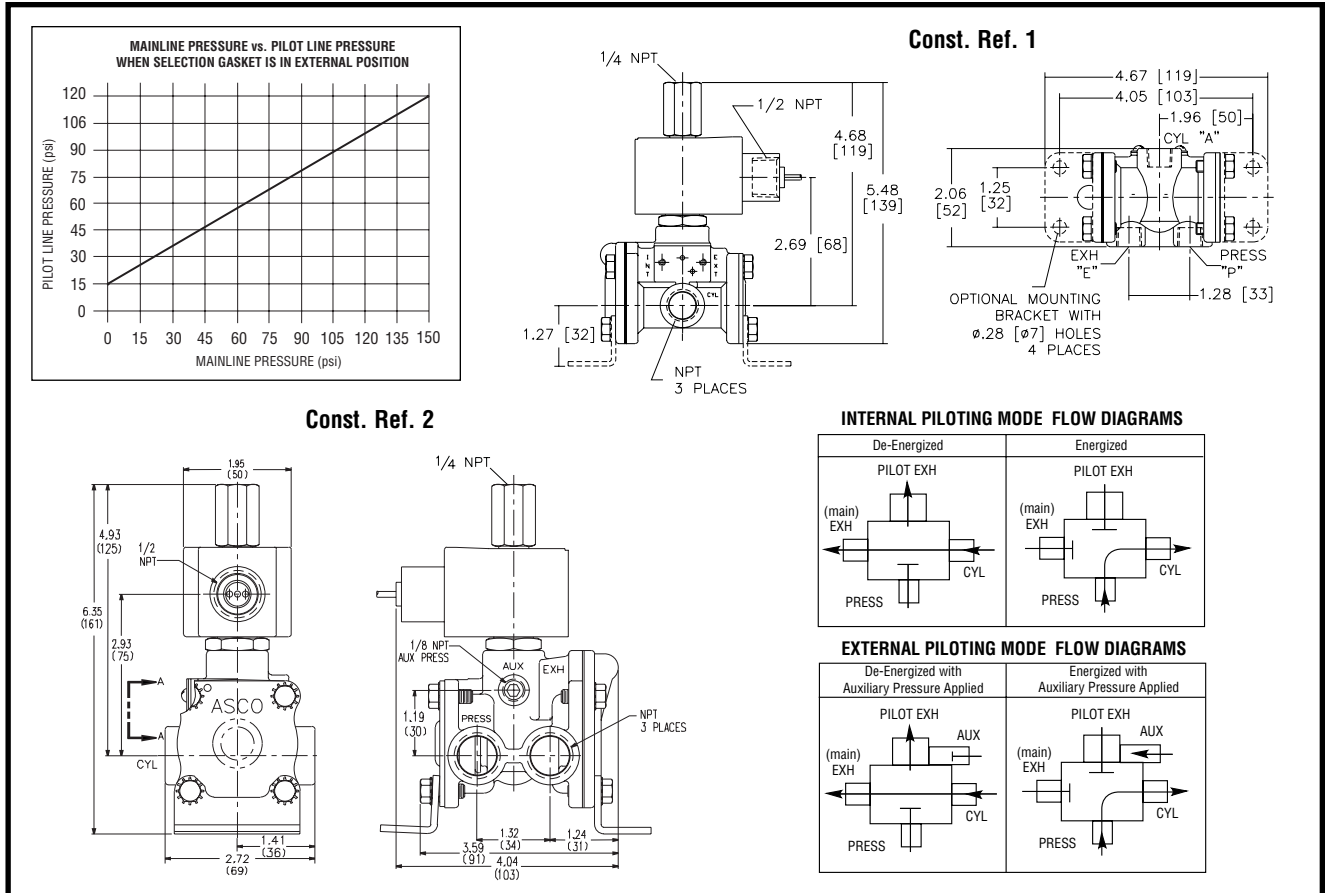 MAINLINE PRESSURE vs. PILOT LINE PRESSURE
WHEN SELECTION GASKET IS IN EXTERNAL POSITION
PILOT LINE PRESSURE (psi)
120
106
90
75
60
45
30
15
0
0 15 30 45 60 75 90 105 120 135 150
MAINLINE PRESSURE (psi)
Const. Ref. 1
1/4 NPT
1/2 NPT
4.68
[119]
5.48
[139]
2.69 [68]
INT
EXT
CYL
1.27 [32]
NPT
3 PLACES
4.67 [119]
4.05 [103]
1.96 [50]
CYL "A"
2.06
[52]
1.25
[32]
EXH
"E"
PRESS
"P"
1.28 [33]
OPTIONAL MOUNTING
BRACKET WITH
ø.28 [ø7] HOLES
4 PLACES
Const. Ref. 2
1.95
(50)
4.93
(125)
1/2
NPT
6.35
(161)
2.93
(75)
A
A
ASCO
CYL
1.41
(36)
2.72
(69)
1/4 NPT
1/8 NPT
AUX PRESS
AUX
EXH
1.19
(30)
PRESS
NPT
3 PLACES
1.32
(34)
1.24
(31)
3.59
(91)
4.04
(103)
INTERNAL PILOTING MODE FLOW DIAGRAMS
De-Energized
PILOT EXH
(main)
EXH
CYL
PRESS
Energized
PILOT EXH
(main)
EXH
CYL
PRESS
EXTERNAL PILOTING MODE FLOW DIAGRAMS
De-Energized with
Auxiliary Pressure Applied
PILOT EXH
AUX
(main)
EXH
CYL
PRESS
Energized with
Auxiliary Pressure Applied
PILOT EXH
AUX
(main)
EXH
CYL
PRESS